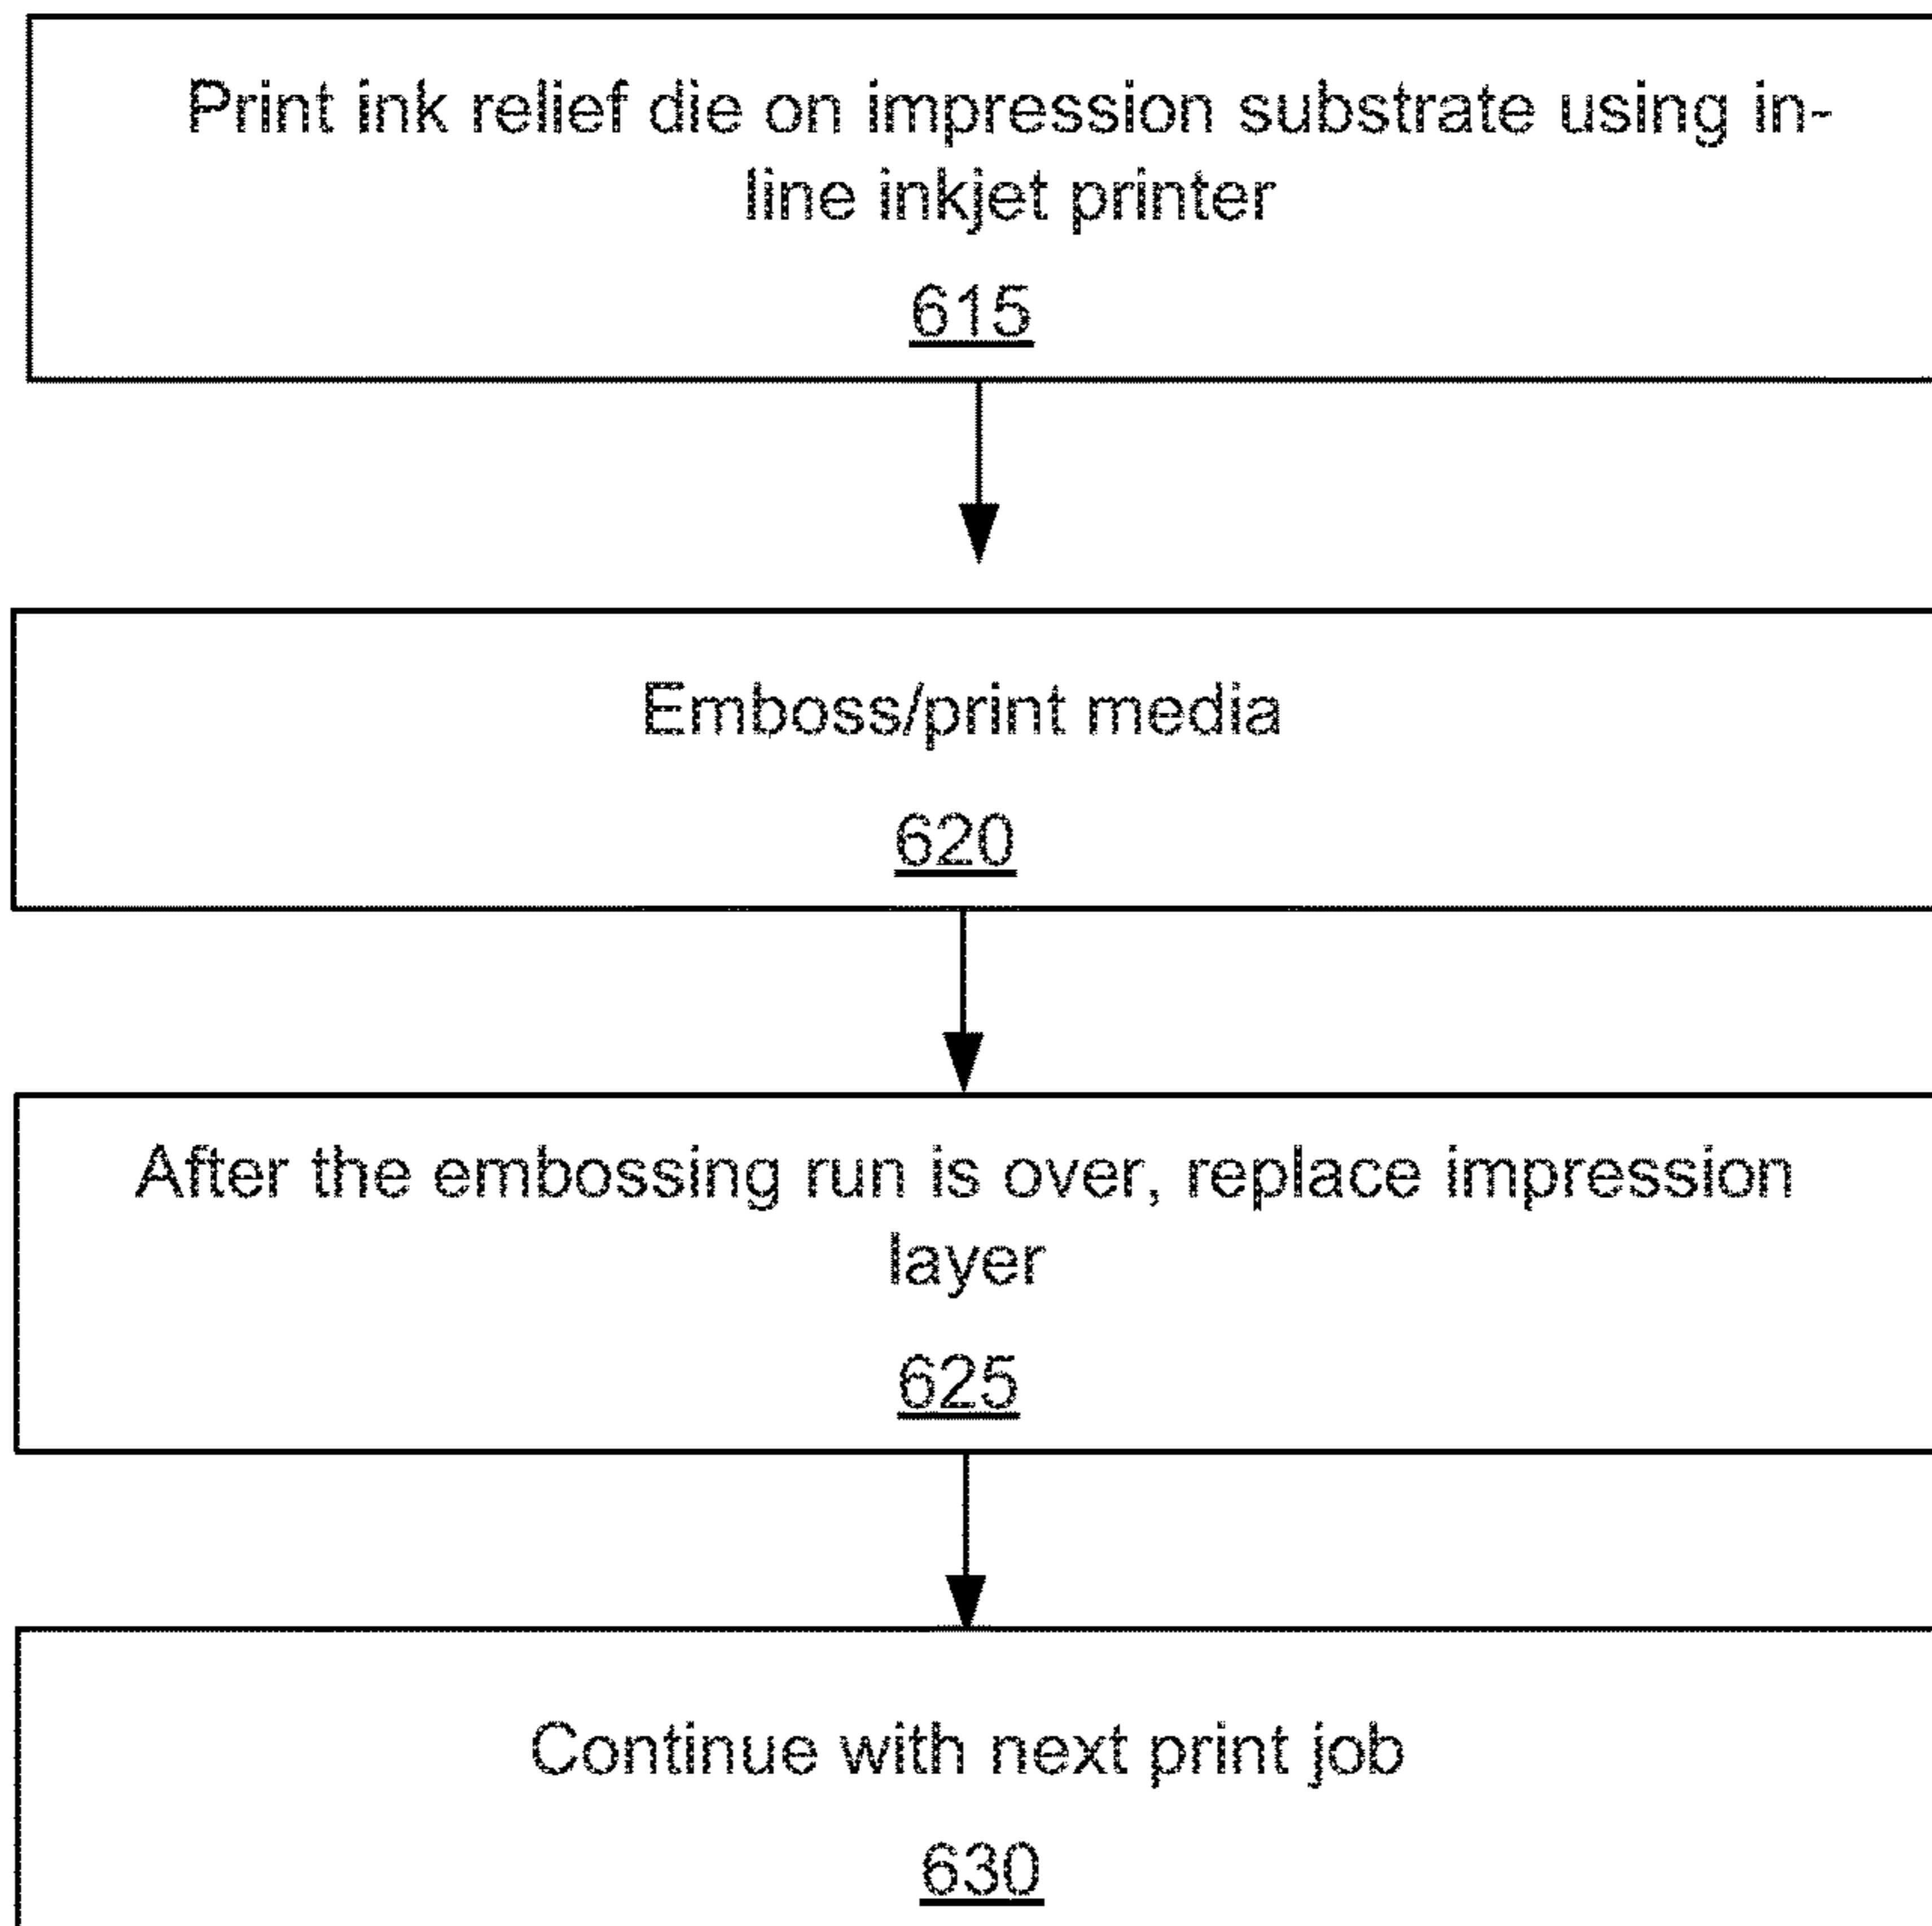 Print ink relief die on impression substrate using in-
line inkjet printer
615
Emboss/print media
620
After the embossing run is over, replace impression
layer
625
Continue with next print job
630